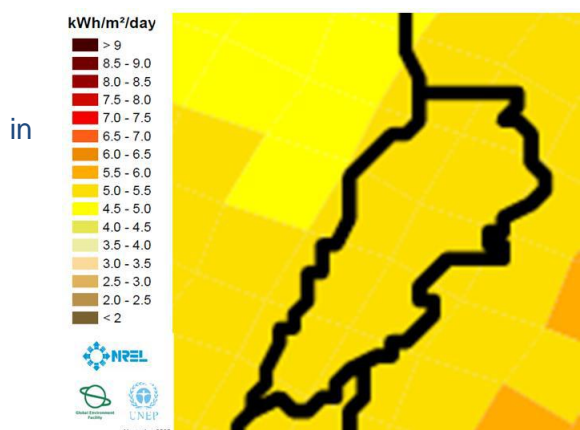 kWh/m²/day
> 9
8.5 - 9.0
8.0 - 8.5
7.5 - 8.0
7.0 - 7.5
in
6.5 - 7.0
6.0 - 6.5
5.5 - 6.0
5.0 - 5.5
4.5 - 5.0
4.0 - 4.5
3.5 - 4.0
3.0 - 3.5
2.5 - 3.0
2.0 - 2.5
< 2
NREL
Global Environment
Facility
UNEP